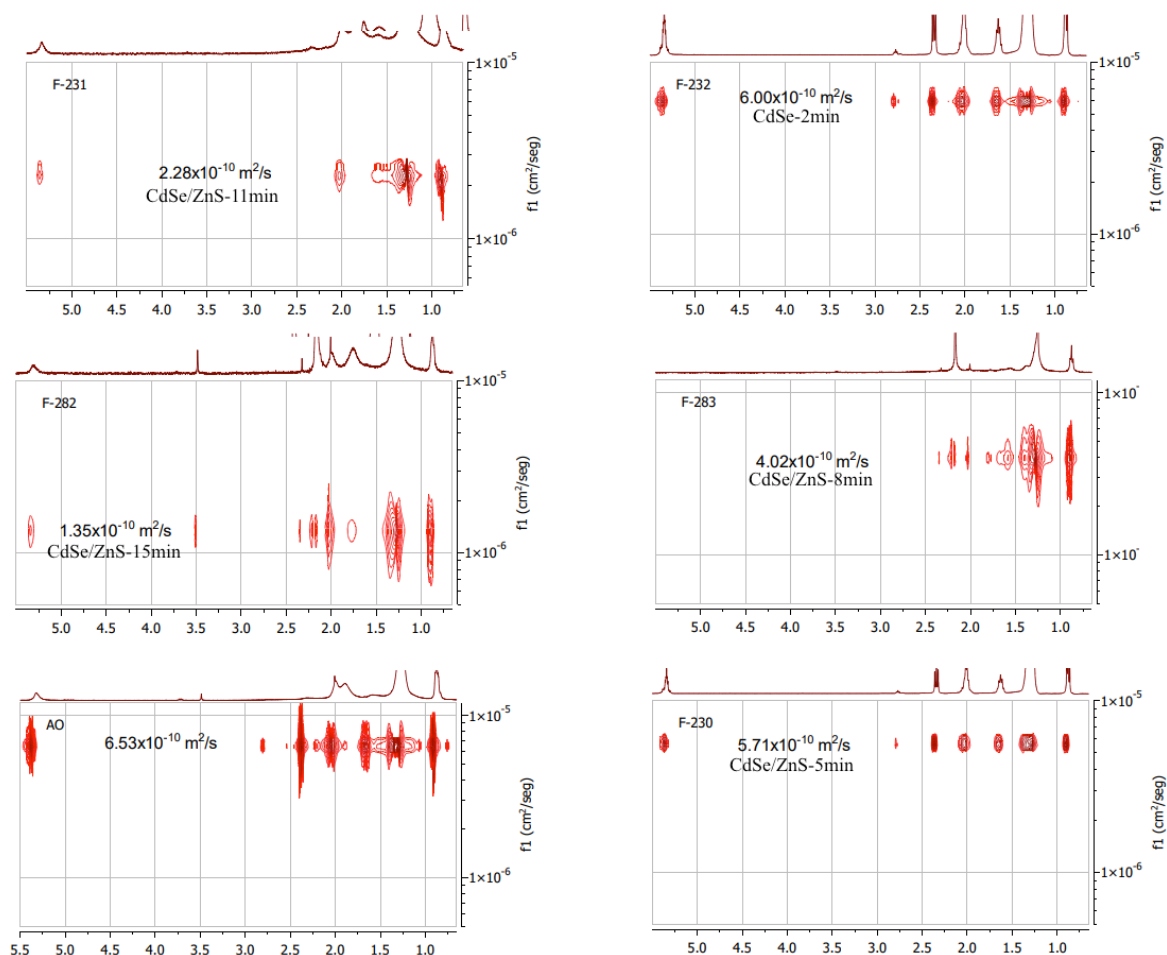 F-231
2.28x10⁻¹⁰ m²/s
CdSe/ZnS-11min
1×10⁻⁵
1×10⁻⁶
f1 (cm²/seg)
5.0 4.5 4.0 3.5 3.0 2.5 2.0 1.5 1.0
F-232
6.00x10⁻¹⁰ m²/s
CdSe-2min
1×10⁻⁵
1×10⁻⁶
f1 (cm²/seg)
5.0 4.5 4.0 3.5 3.0 2.5 2.0 1.5 1.0
F-282
1.35x10⁻¹⁰ m²/s
CdSe/ZnS-15min
1×10⁻⁵
1×10⁻⁶
f1 (cm²/seg)
5.0 4.5 4.0 3.5 3.0 2.5 2.0 1.5 1.0
F-283
4.02x10⁻¹⁰ m²/s
CdSe/ZnS-8min
1×10⁻
1×10⁻
f1 (cm²/seg)
5.0 4.5 4.0 3.5 3.0 2.5 2.0 1.5 1.0
AO
6.53x10⁻¹⁰ m²/s
1×10⁻⁵
1×10⁻⁶
f1 (cm²/seg)
5.5 5.0 4.5 4.0 3.5 3.0 2.5 2.0 1.5 1.0
F-230
5.71x10⁻¹⁰ m²/s
CdSe/ZnS-5min
1×10⁻⁵
1×10⁻⁶
f1 (cm²/seg)
5.0 4.5 4.0 3.5 3.0 2.5 2.0 1.5 1.0